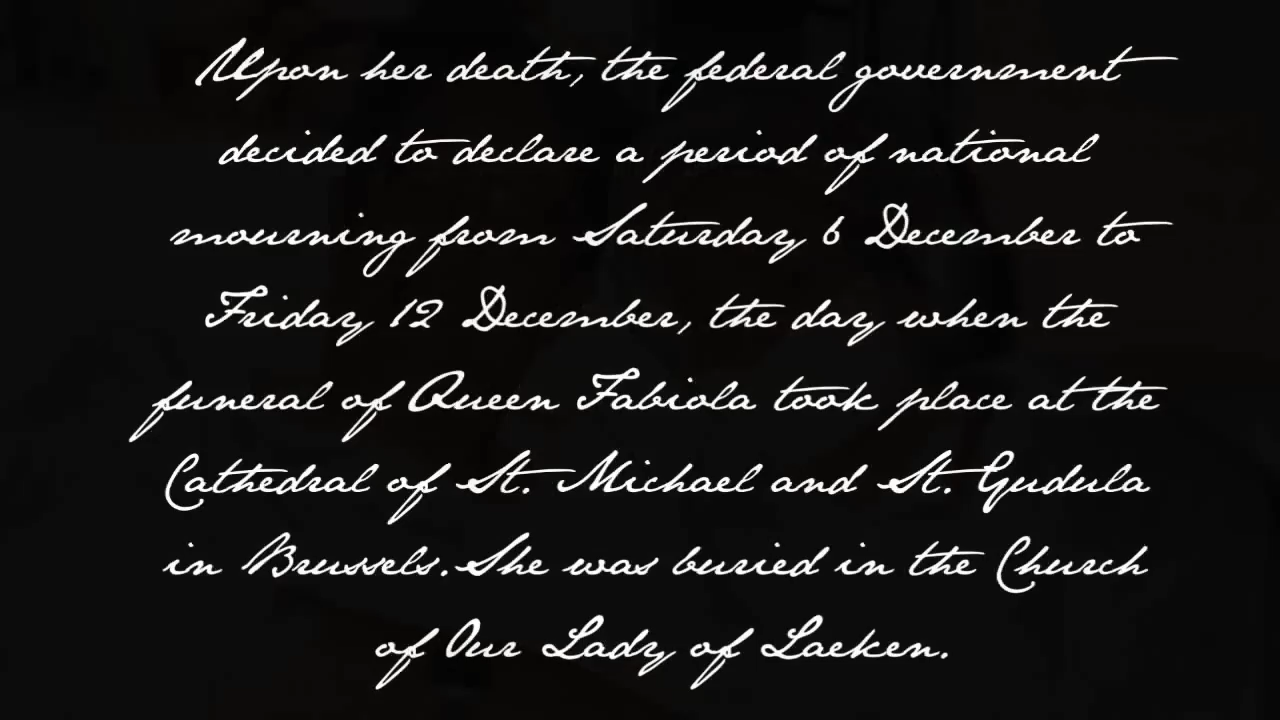 Upon her death, the federal government
decided to declare a period of national
mourning from Saturday 6 December to
Friday 12 December, the day when the
funeral of Queen Fabiola took place at the
Cathedral of St. Michael and St. Gudula
in Brussels. She was buried in the Church
of Our Lady of Laeken.